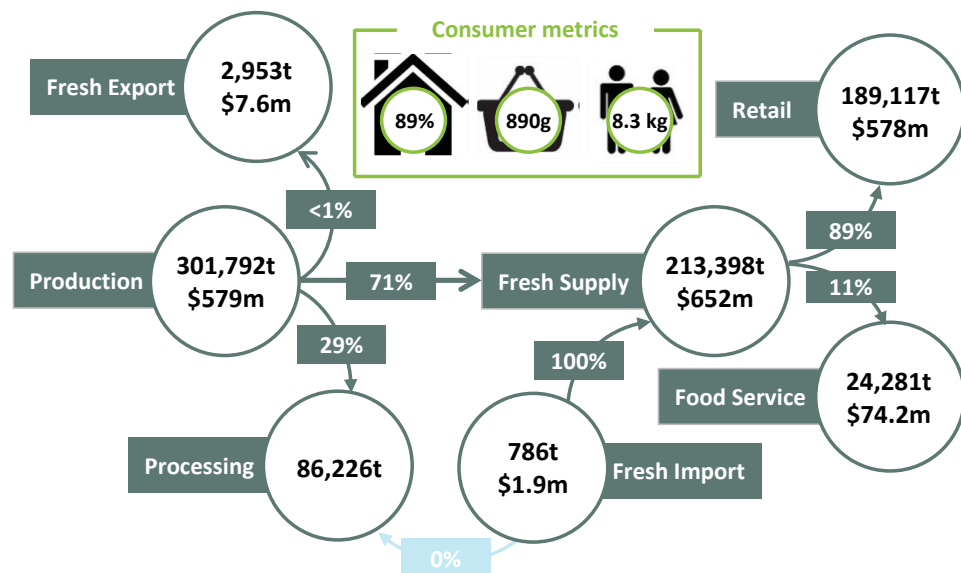 Consumer metrics
89%
890g
8.3 kg
Fresh Export
2,953t
$7.6m
Retail
189,117t
$578m
<1%
89%
Production
301,792t
$579m
71%
Fresh Supply
213,398t
$652m
11%
29%
100%
Food Service
24,281t
$74.2m
Processing
86,226t
786t
$1.9m
Fresh Import
0%